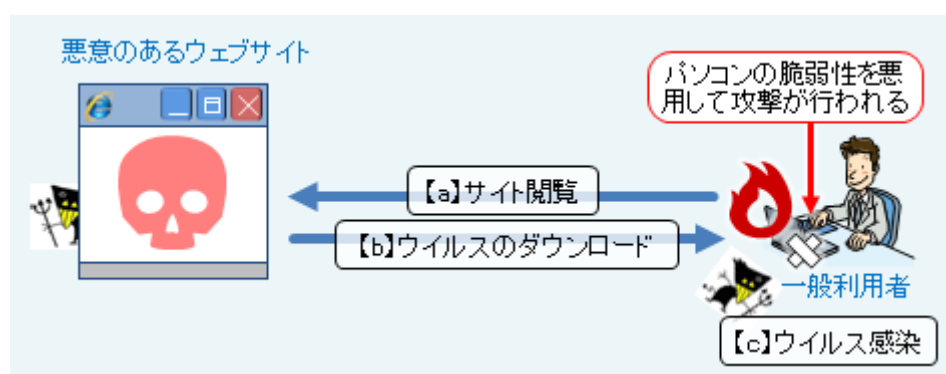 悪意のあるウェブサイト
パソコンの脆弱性を悪
用して攻撃が行われる
【a】サイト閲覧
【b】ウイルスのダウンロード
一般利用者
【c】ウイルス感染